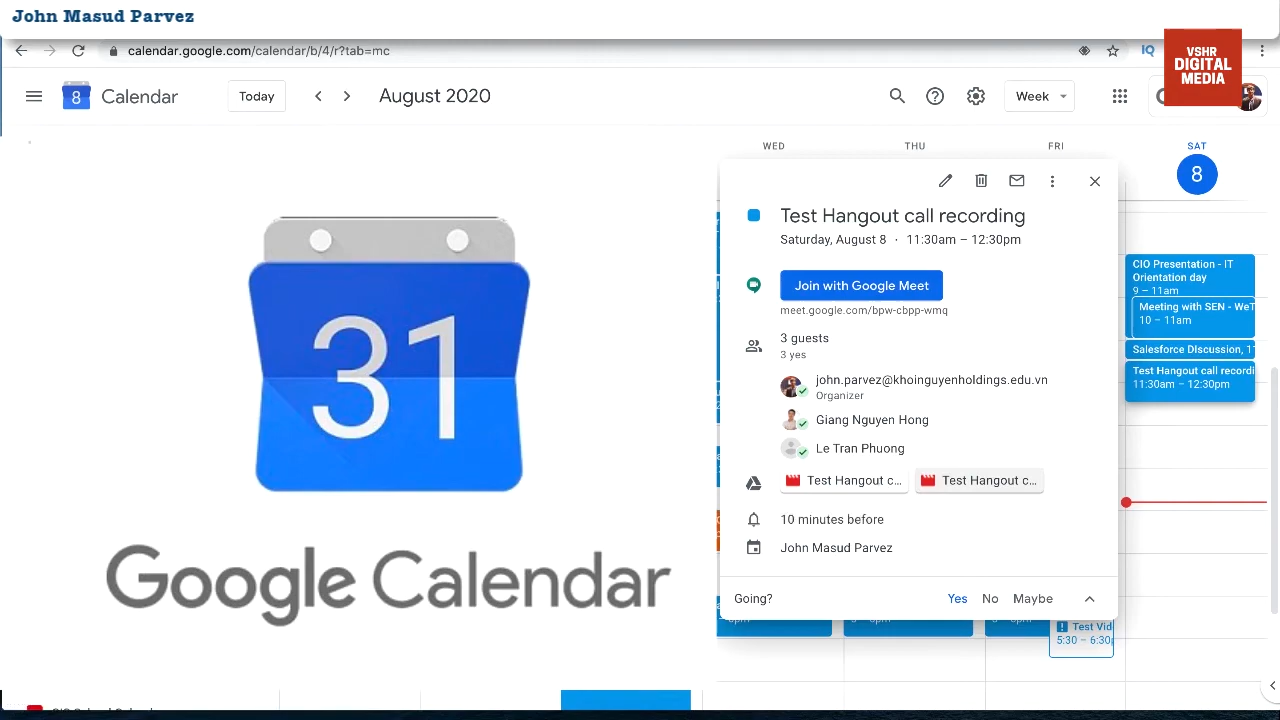 John Masud Parvez
calendar.google.com/calendar/b/4/r?tab=mc
IQ
VSHR
DIGITAL
MEDIA
8
Calendar
Today
August 2020
Week
WED
THU
FRI
SAT
8
Test Hangout call recording
Saturday, August 8 · 11:30am – 12:30pm
Join with Google Meet
meet.google.com/bpw-cbpp-wmq
3 guests
3 yes
john.parvez@khoinguyenholdings.edu.vn
Organizer
Giang Nguyen Hong
Le Tran Phuong
Test Hangout c...
Test Hangout c...
10 minutes before
John Masud Parvez
Going?
Yes
No
Maybe
CIO Presentation - IT
Orientation day
9 – 11am
Meeting with SEN - WeT
10 – 11am
Salesforce DIscussion, 1
Test Hangout call recordi
11:30am – 12:30pm
Test Vid
5:30 – 6:30p
31
Google Calendar